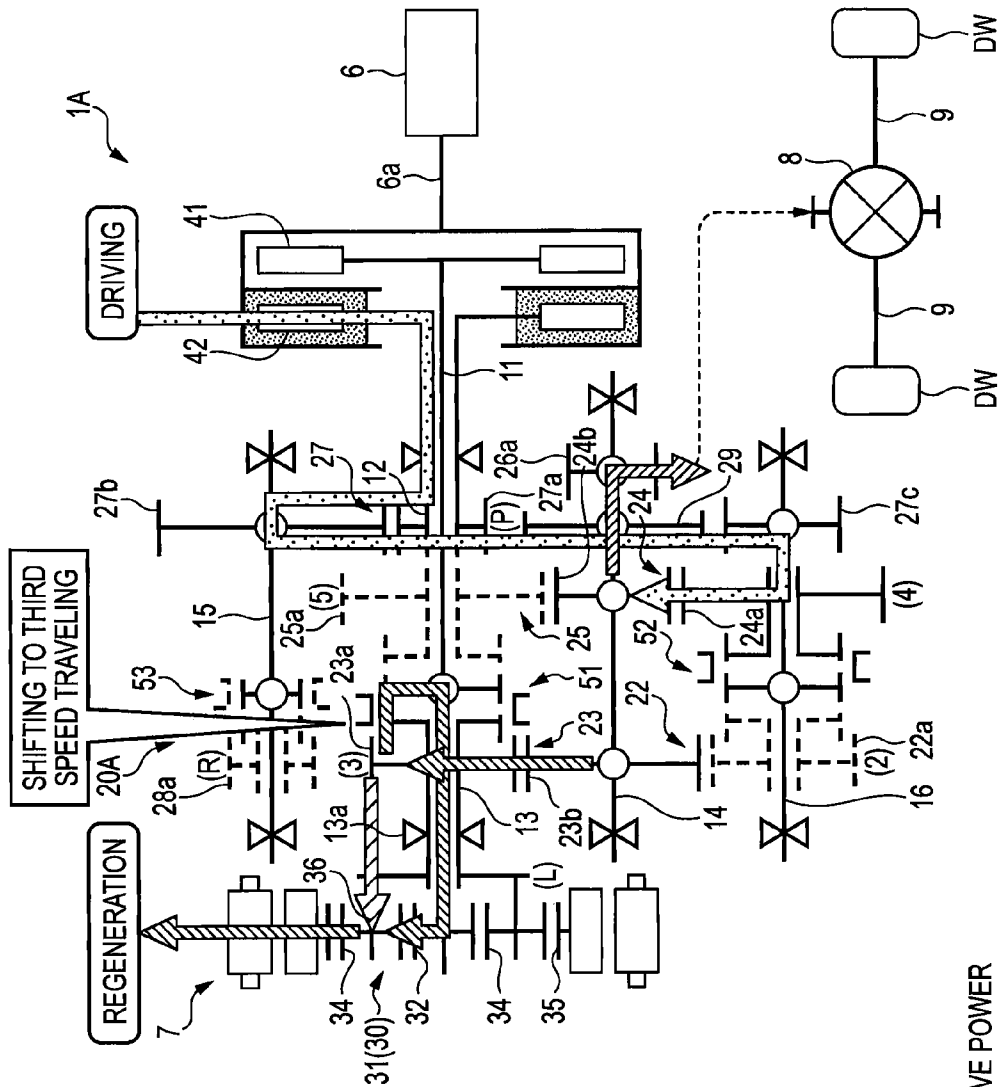 1A
6
6a
DRIVING
41
42
27b
27
12
11
26a
24b
27a
(P)
24
29
27c
8
9
9
DW
DW
SHIFTING TO THIRD
SPEED TRAVELING
15
25a
(5)
25
24a
52
(4)
53
20A
23a
51
23
22
(R)
28a
(3)
23b
14
16
(2)
22a
REGENERATION
13a
13
36
(L)
7
34
32
34
35
31(30)
VE POWER